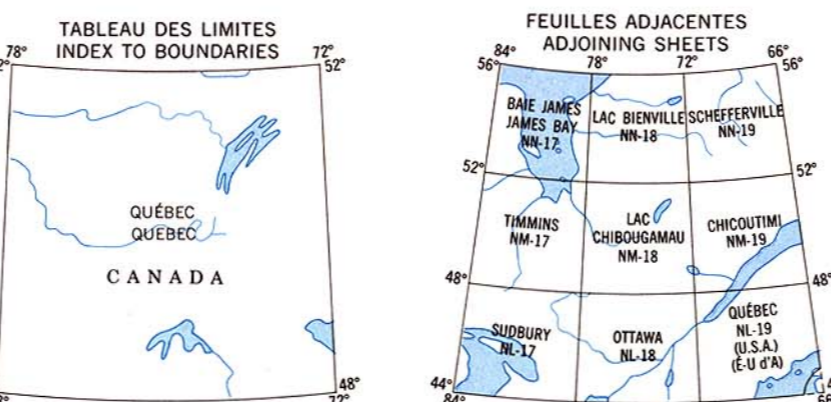 TABLEAU DES LIMITES
INDEX TO BOUNDARIES
78°
72°
52°
QUÉBEC
QUEBEC
CANADA
48°
72°
FEUILLES ADJACENTES
ADJOINING SHEETS
84°
78°
72°
66°
56°
56°
BAIE JAMES
JAMES BAY
NN-17
LAC BIENVILLE
NN-18
SCHEFFERVILLE
NN-19
52°
52°
TIMMINS
NM-17
LAC
CHIBOUGAMAU
NM-18
CHICOUTIMI
NM-19
48°
48°
SUDBURY
NL-17
OTTAWA
NL-18
QUÉBEC
NL-19
(U.S.A.)
(É-U d'A)
44°
84°